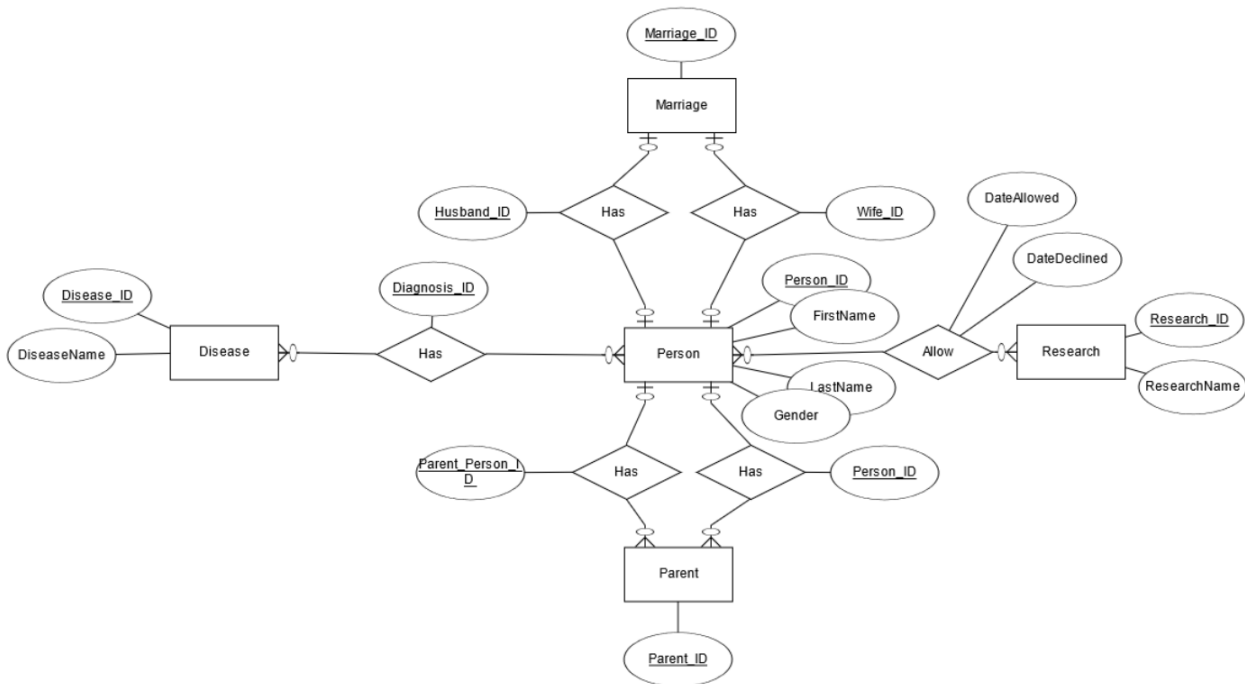 Marriage_ID
Marriage
DateAllowed
Husband_ID
Has
Has
Wife_ID
DateDeclined
Person_ID
Disease_ID
Diagnosis_ID
FirstName
Research_ID
DiseaseName
Disease
Has
Person
Allow
Research
LastName
ResearchName
Gender
Parent_Person_I
D
Has
Has
Person_ID
Parent
Parent_ID